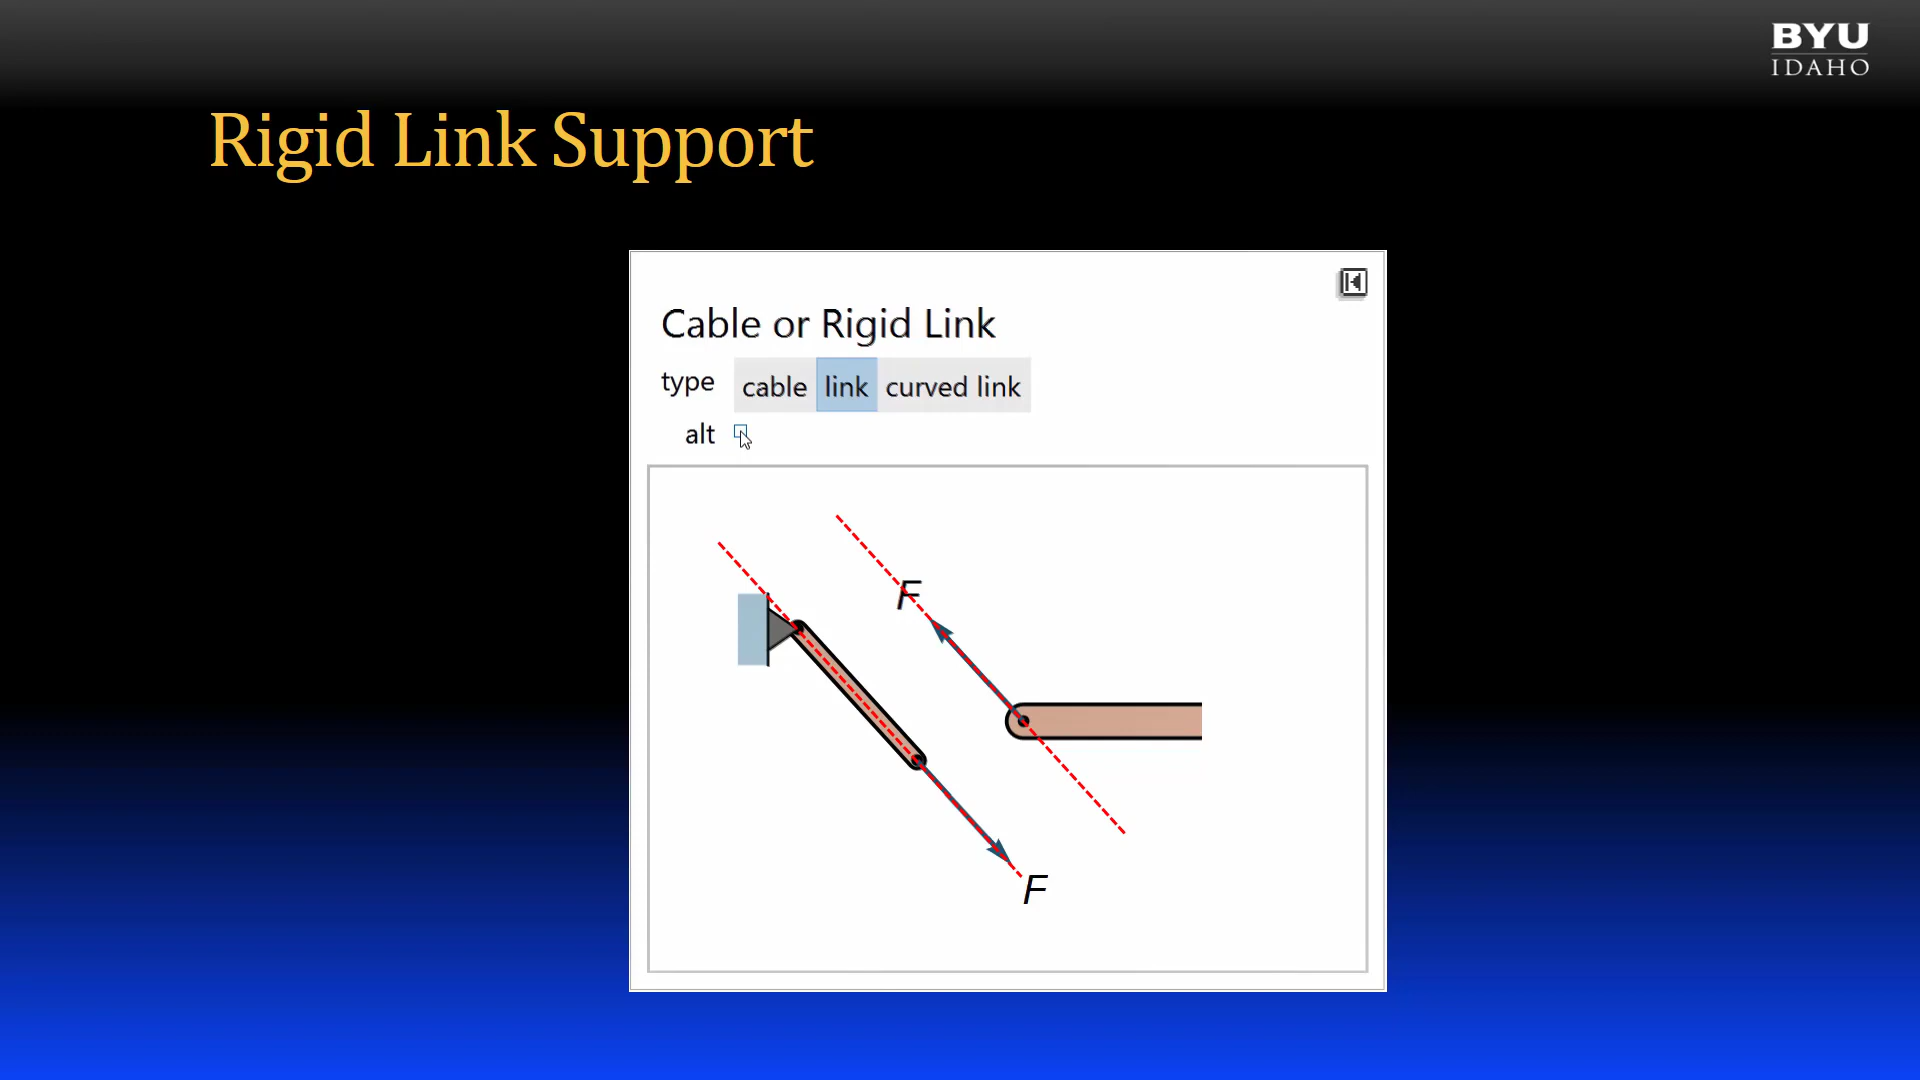 BYU
IDAHO
Rigid Link Support
Cable or Rigid Link
type cable link curved link
alt
F
F